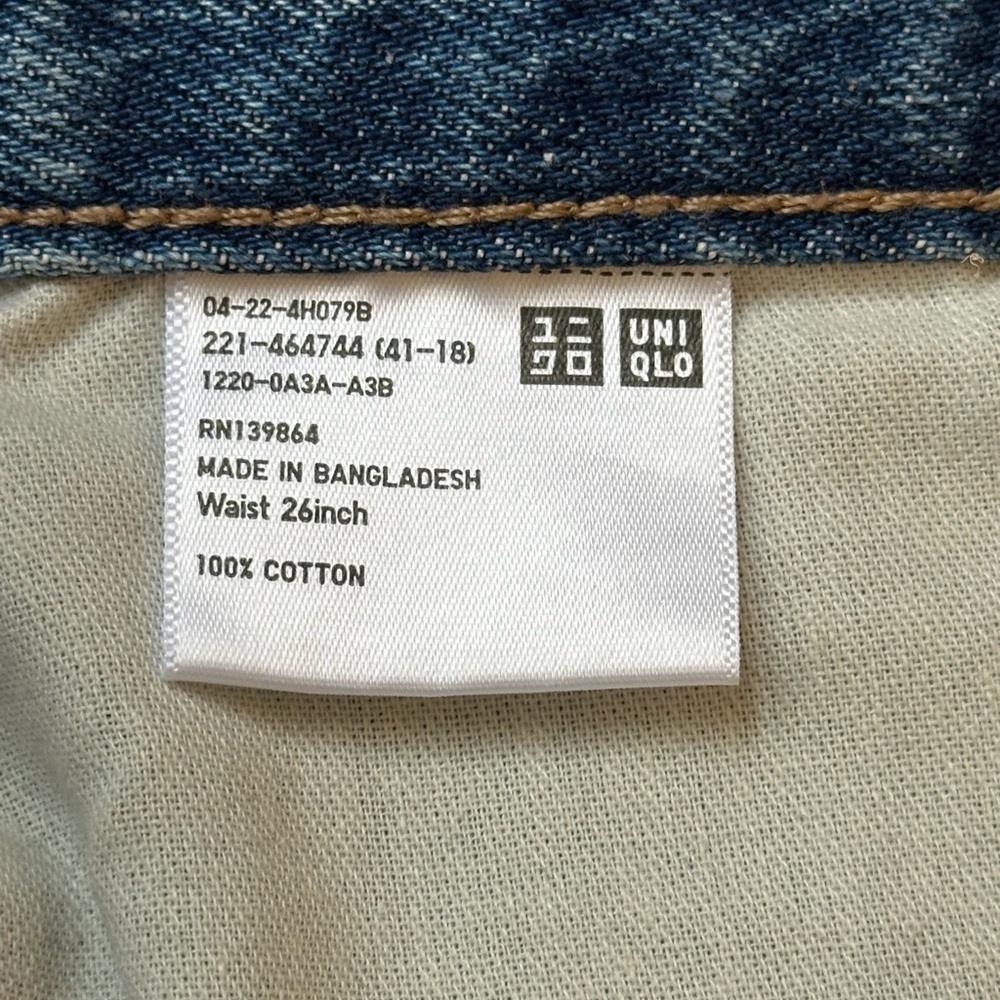 04-22-4H079B
221-464744 (41-18)
1220-0A3A-A3B
ユニ
クロ
UNI
QLO
RN139864
MADE IN BANGLADESH
Waist 26inch
100% COTTON